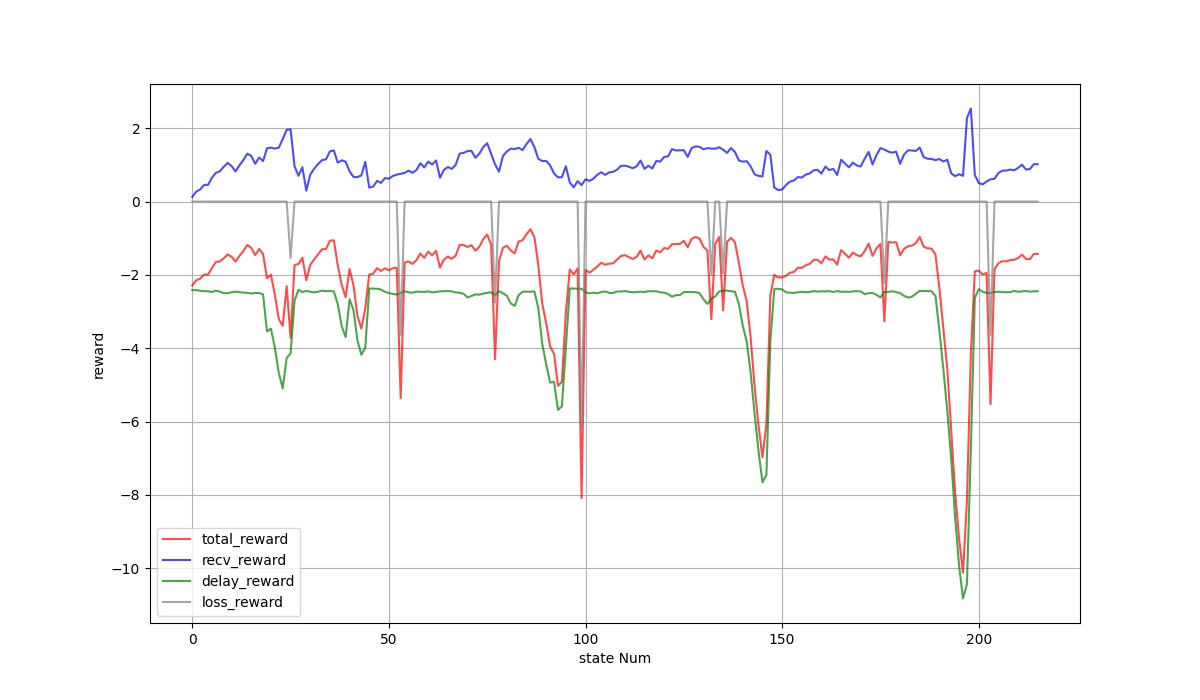 2
0
−2
−4
−6
−8
−10
reward
total_reward
recv_reward
delay_reward
loss_reward
0 50 100 150 200
state Num